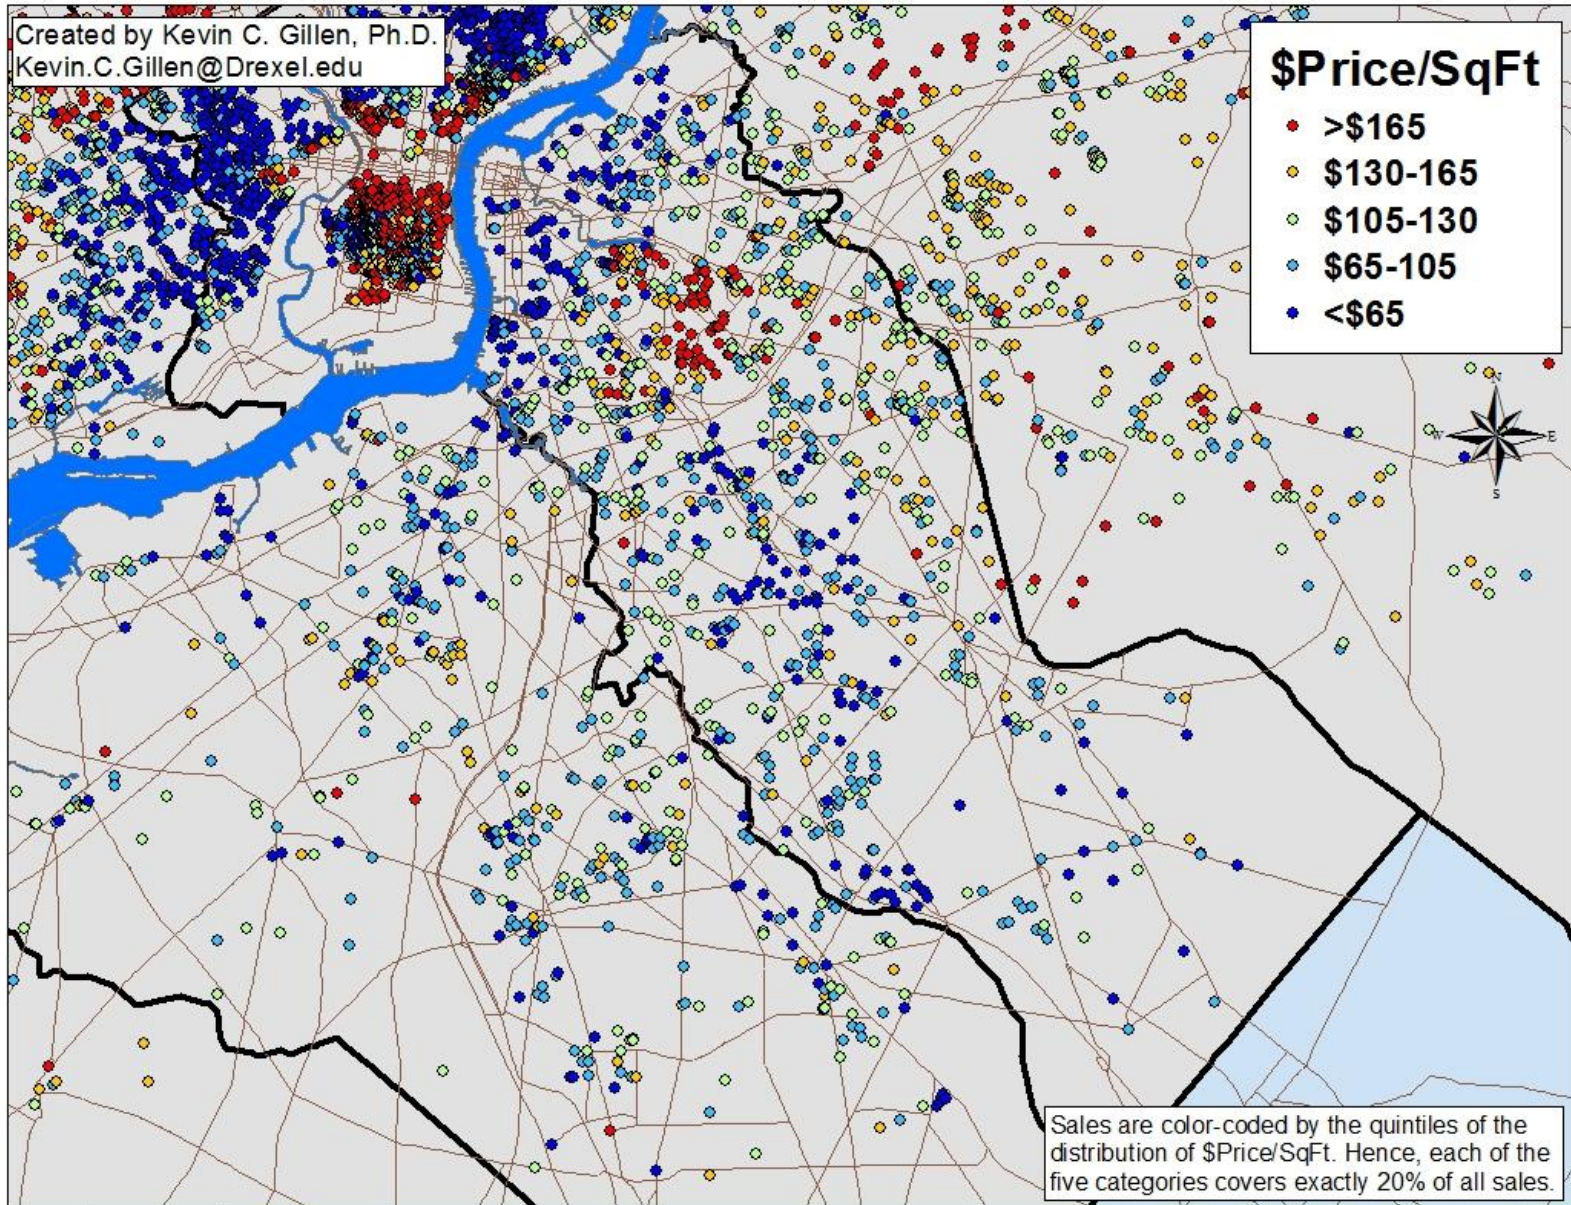 Created by Kevin C. Gillen, Ph.D.
Kevin.C.Gillen@Drexel.edu
$Price/SqFt
>$165
$130-165
$105-130
$65-105
<$65
N
W E
S
Sales are color-coded by the quintiles of the
distribution of $Price/SqFt. Hence, each of the
five categories covers exactly 20% of all sales.